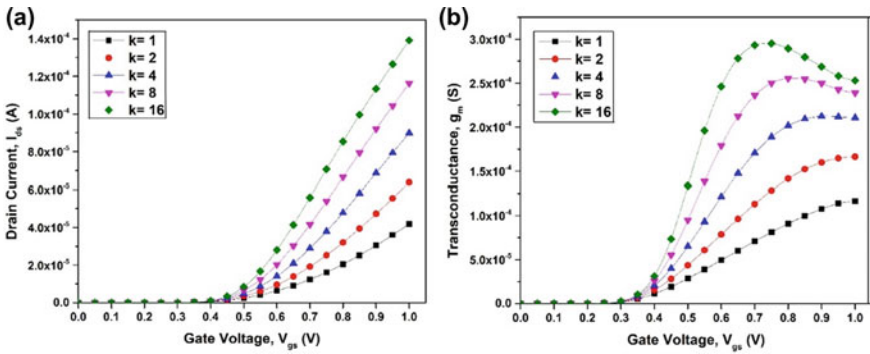 (a)
k= 1
k= 2
k= 4
k= 8
k= 16
Drain Current, I_ds (A)
1.4x10^-4
1.2x10^-4
1.0x10^-4
8.0x10^-5
6.0x10^-5
4.0x10^-5
2.0x10^-5
0.0
0.0 0.1 0.2 0.3 0.4 0.5 0.6 0.7 0.8 0.9 1.0
Gate Voltage, V_gs (V)
(b)
k= 1
k= 2
k= 4
k= 8
k= 16
Transconductance, g_m (S)
3.0x10^-4
2.5x10^-4
2.0x10^-4
1.5x10^-4
1.0x10^-4
5.0x10^-5
0.0
0.0 0.1 0.2 0.3 0.4 0.5 0.6 0.7 0.8 0.9 1.0
Gate Voltage, V_gs (V)